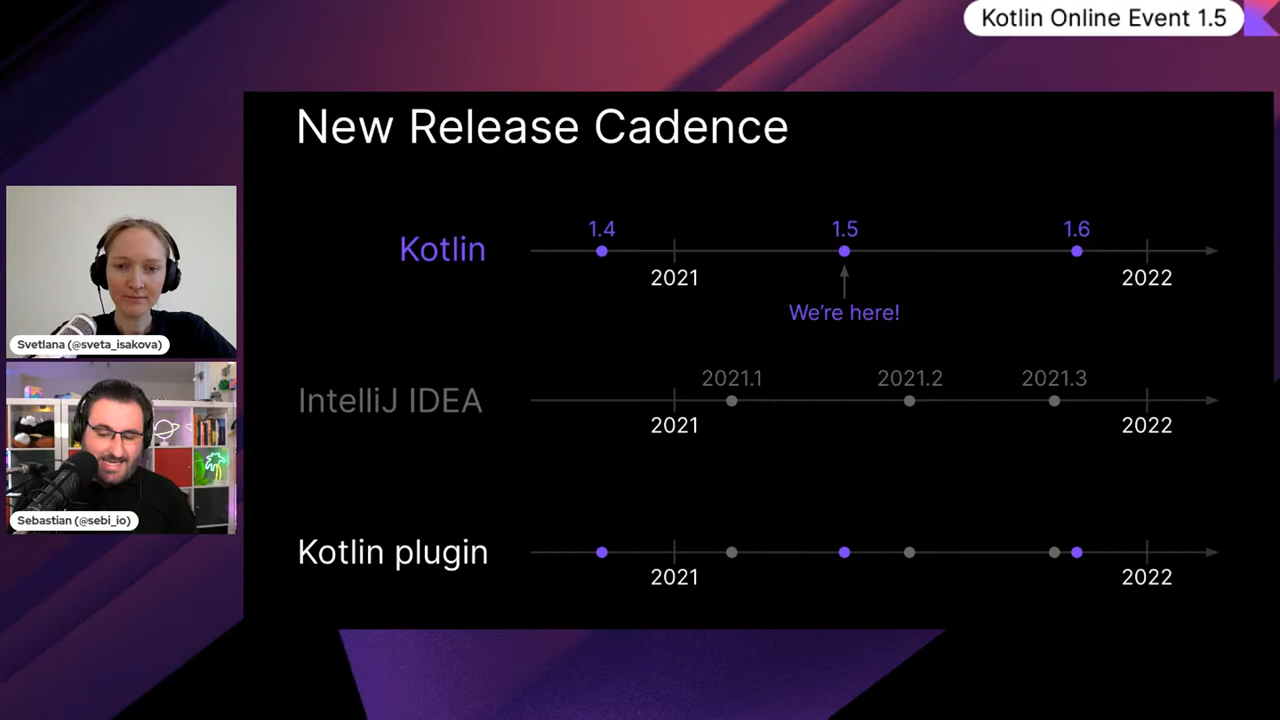 Kotlin Online Event 1.5
New Release Cadence
Kotlin
1.4
1.5
1.6
2021
2022
We're here!
IntelliJ IDEA
2021.1
2021.2
2021.3
2021
2022
Kotlin plugin
2021
2022
Svetlana (@sveta_isakova)
Sebastian (@sebi_io)